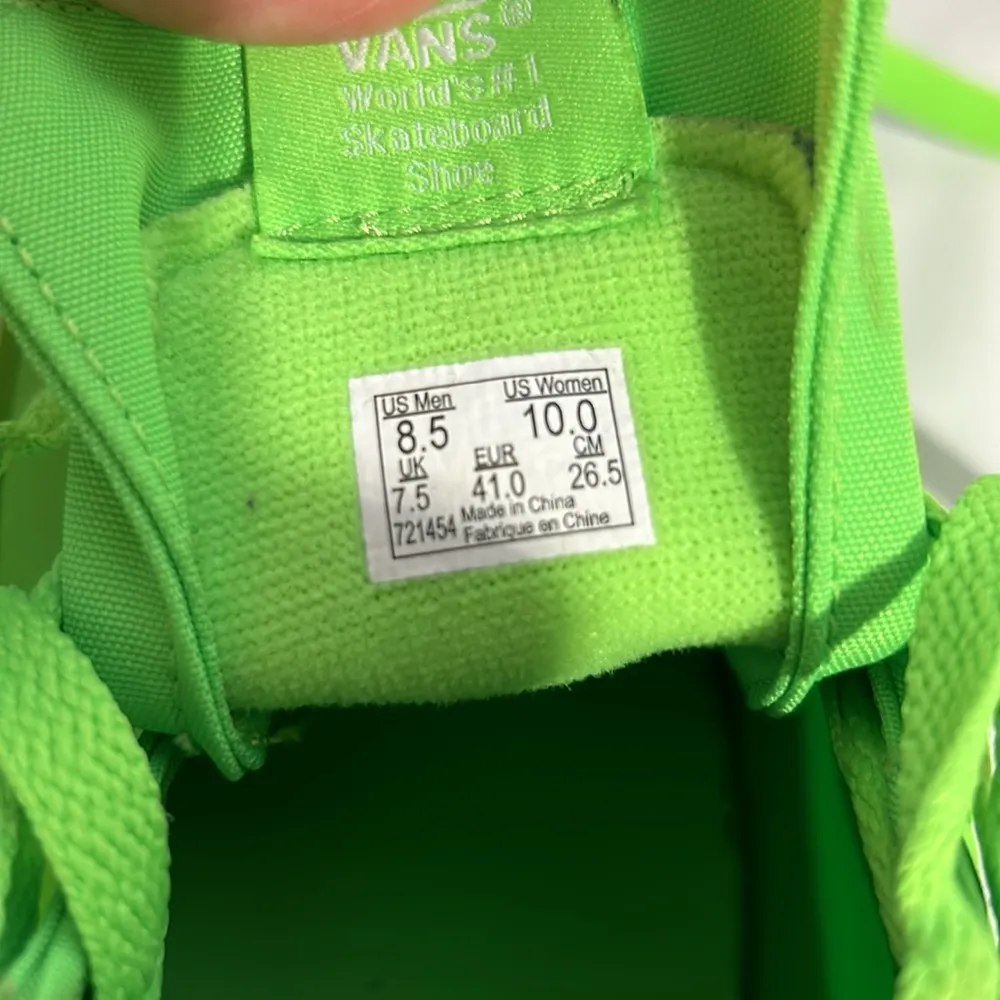 VANS®
World's #1
Skateboard
Shoe
US Men US Women
8.5 10.0
UK EUR CM
7.5 41.0 26.5
721454 Made in China
Fabrique en Chine